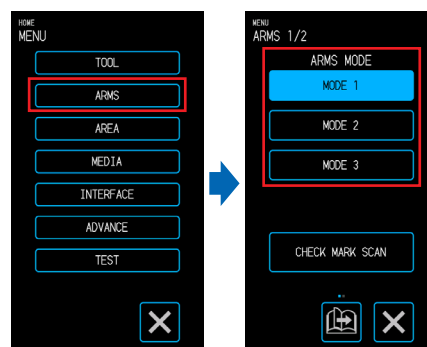 HOME
MENU
TOOL
ARMS
AREA
MEDIA
INTERFACE
ADVANCE
TEST
MENU
ARMS 1/2
ARMS MODE
MODE 1
MODE 2
MODE 3
CHECK MARK SCAN